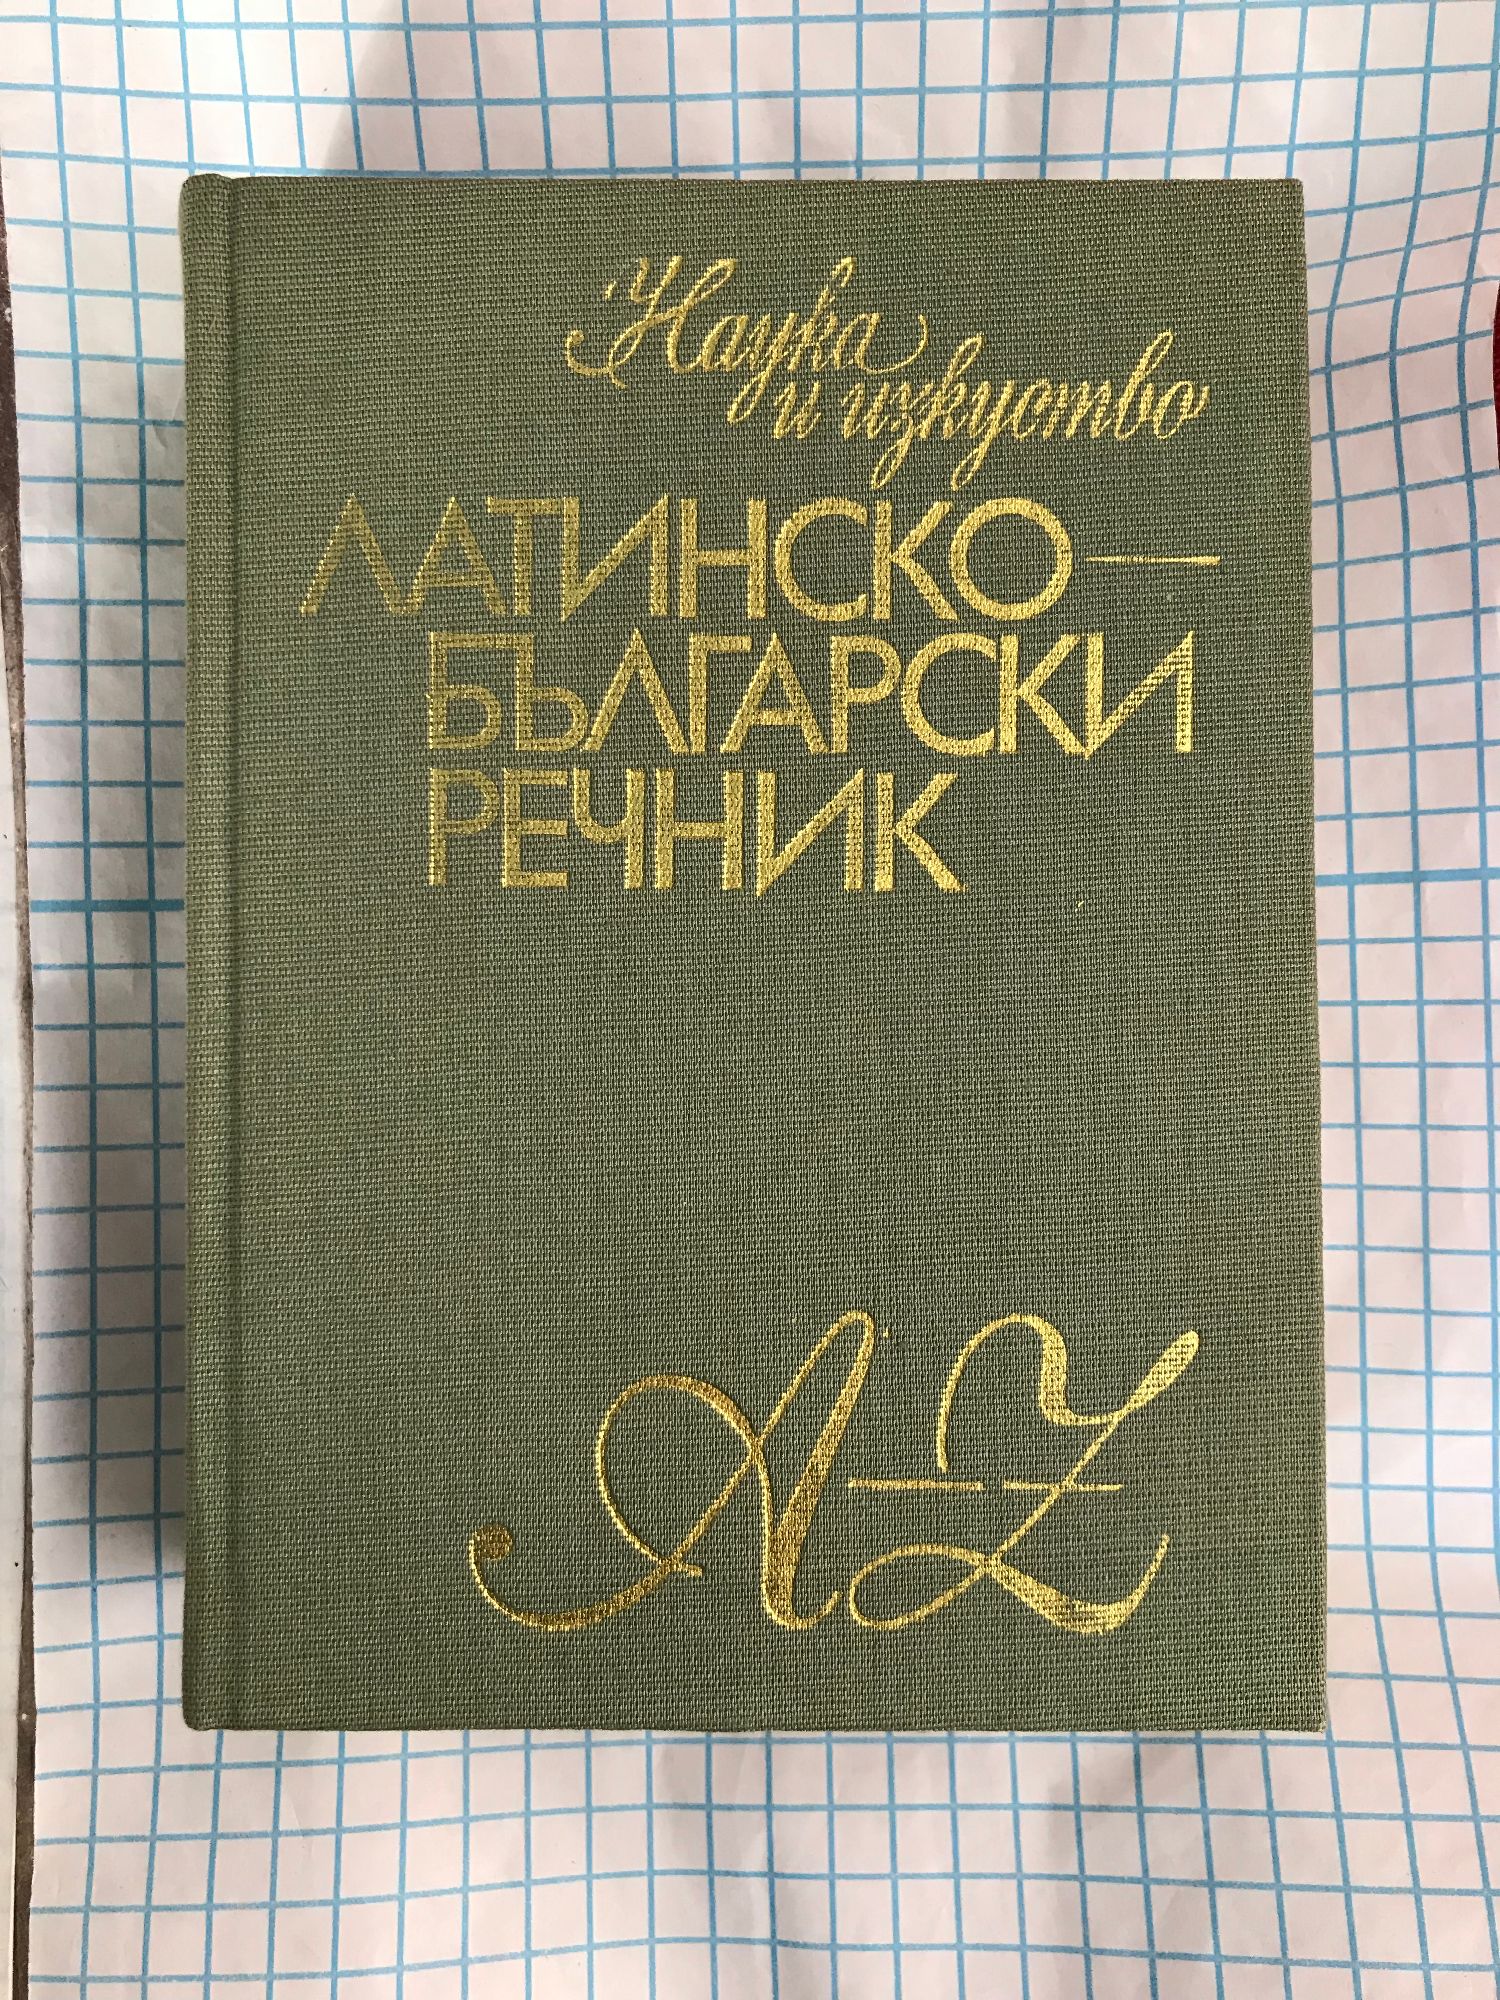 Наука
и изкуство
ЛАТИНСКО—
БЪЛГАРСКИ
РЕЧНИК
A–Z